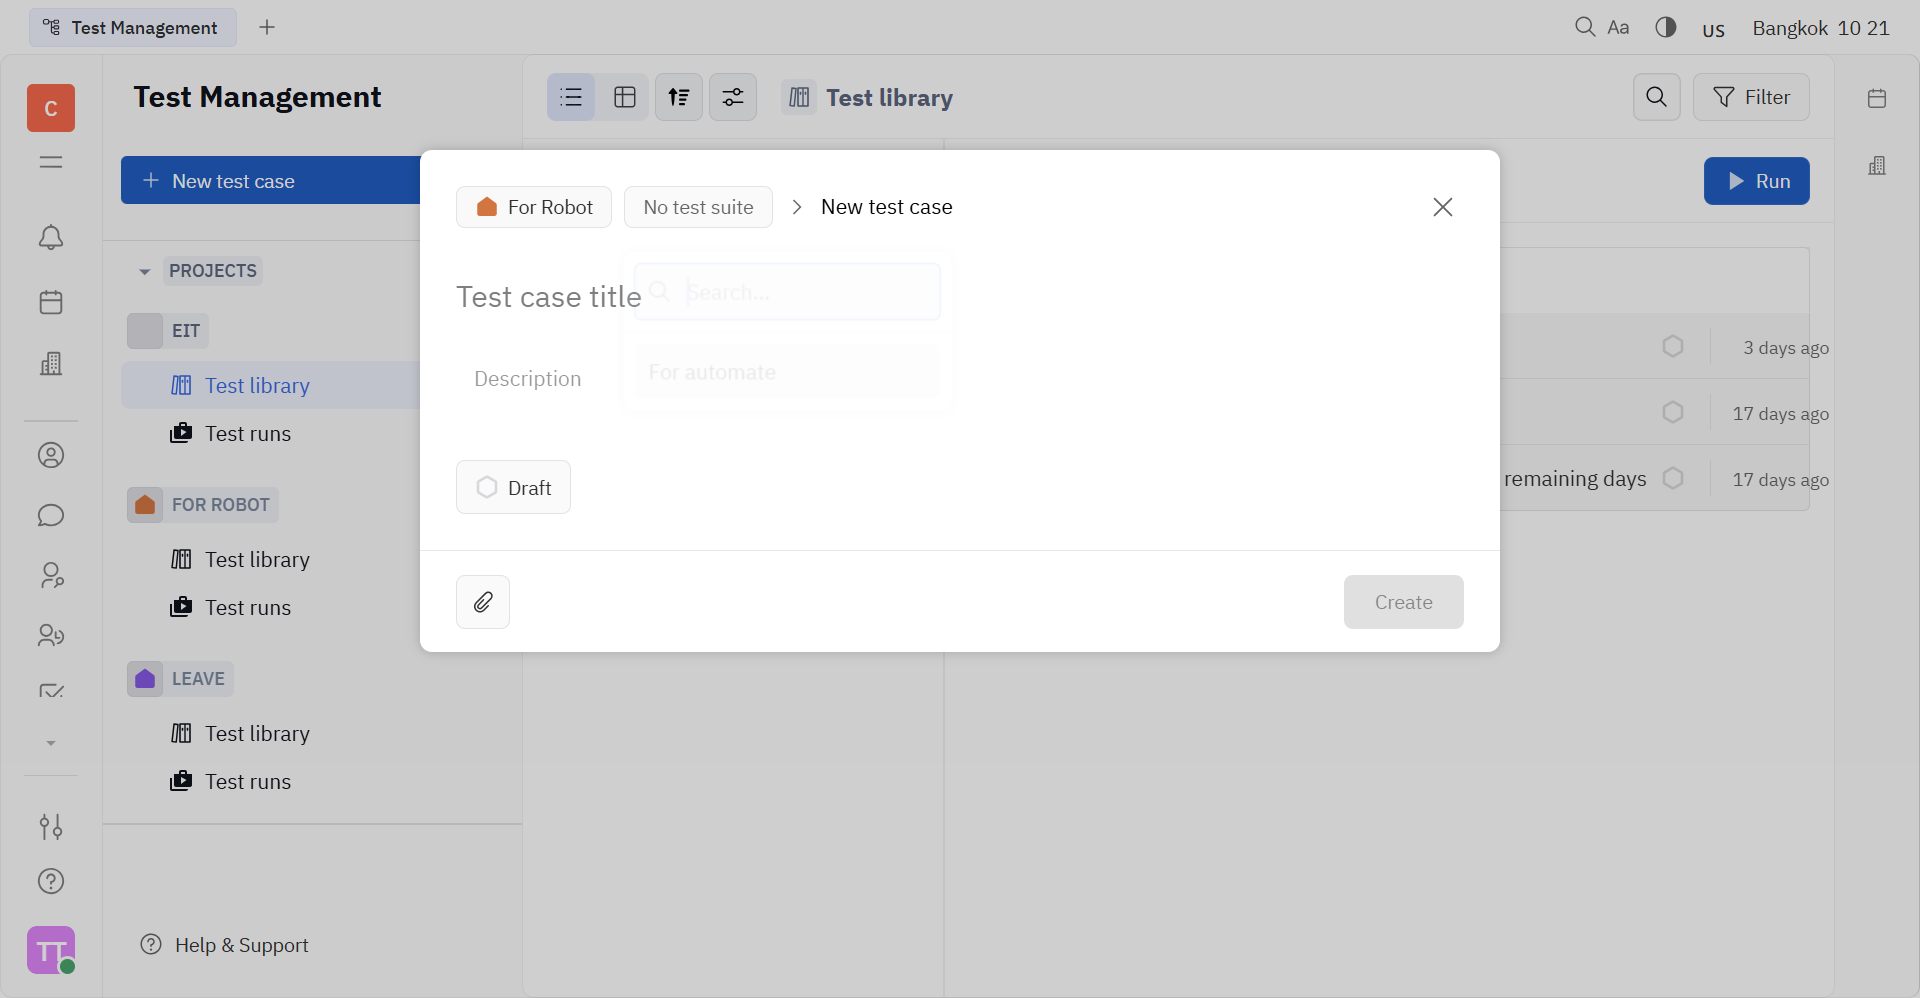 Test Management
Aa
US
Bangkok 10 21
C
Test Management
Test library
Filter
New test case
Run
For Robot
No test suite
New test case
PROJECTS
Search...
Test case title
EIT
3 days ago
For automate
Description
Test library
17 days ago
Test runs
remaining days
17 days ago
Draft
FOR ROBOT
Test library
Test runs
Create
LEAVE
Test library
Test runs
Help & Support
TT